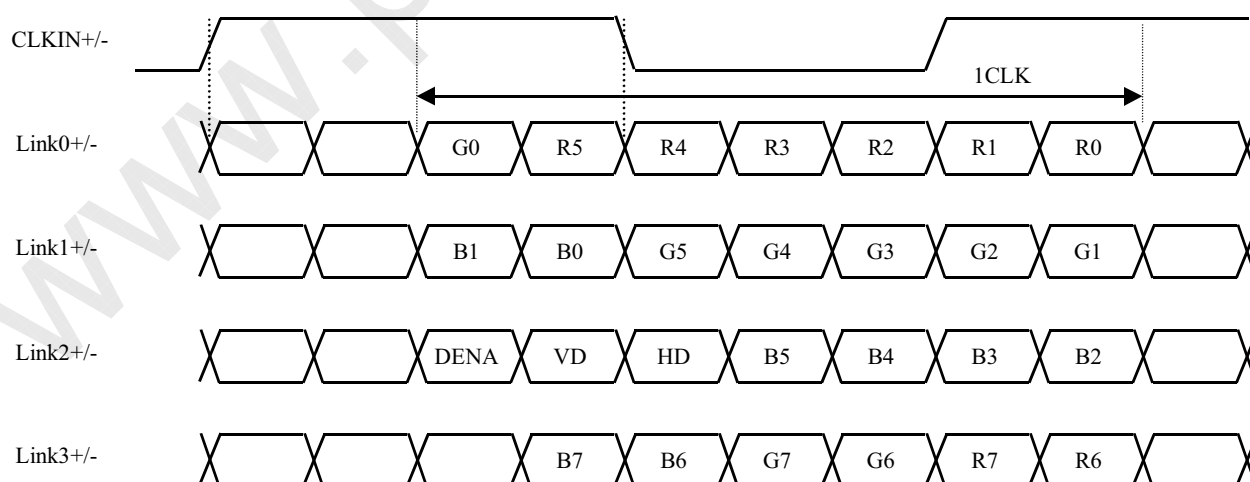 CLKIN+/-
1CLK
Link0+/- G0 R5 R4 R3 R2 R1 R0
Link1+/- B1 B0 G5 G4 G3 G2 G1
Link2+/- DENA VD HD B5 B4 B3 B2
Link3+/- B7 B6 G7 G6 R7 R6
www.p